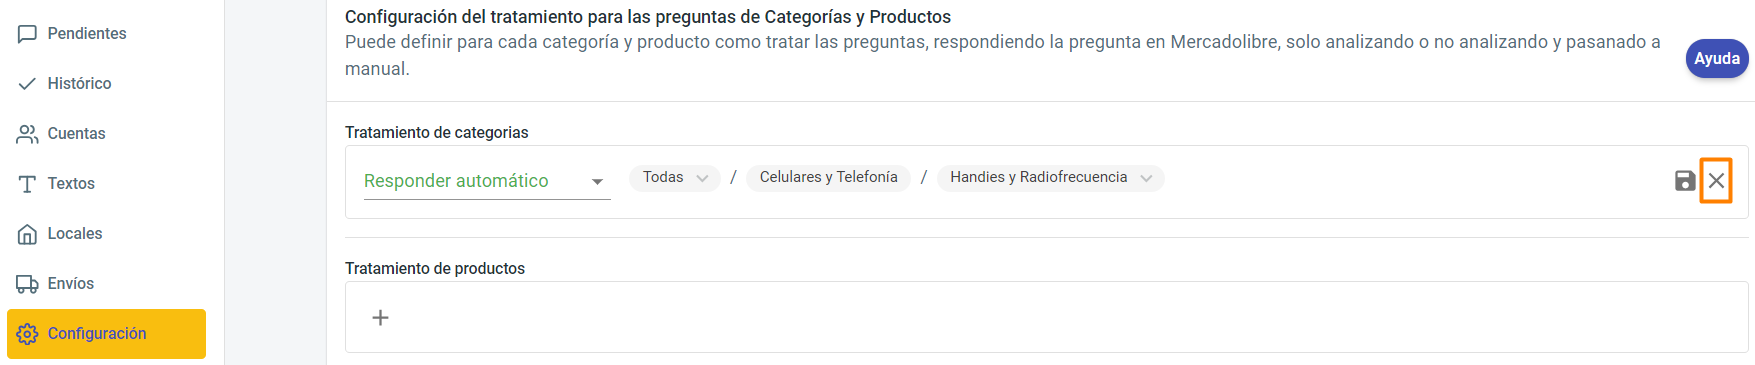 Pendientes
Histórico
Cuentas
Textos
Locales
Envíos
Configuración
Configuración del tratamiento para las preguntas de Categorías y Productos
Puede definir para cada categoría y producto como tratar las preguntas, respondiendo la pregunta en Mercadolibre, solo analizando o no analizando y pasanado a
manual.
Ayuda
Tratamiento de categorias
Responder automático
Todas / Celulares y Telefonía / Handies y Radiofrecuencia
Tratamiento de productos